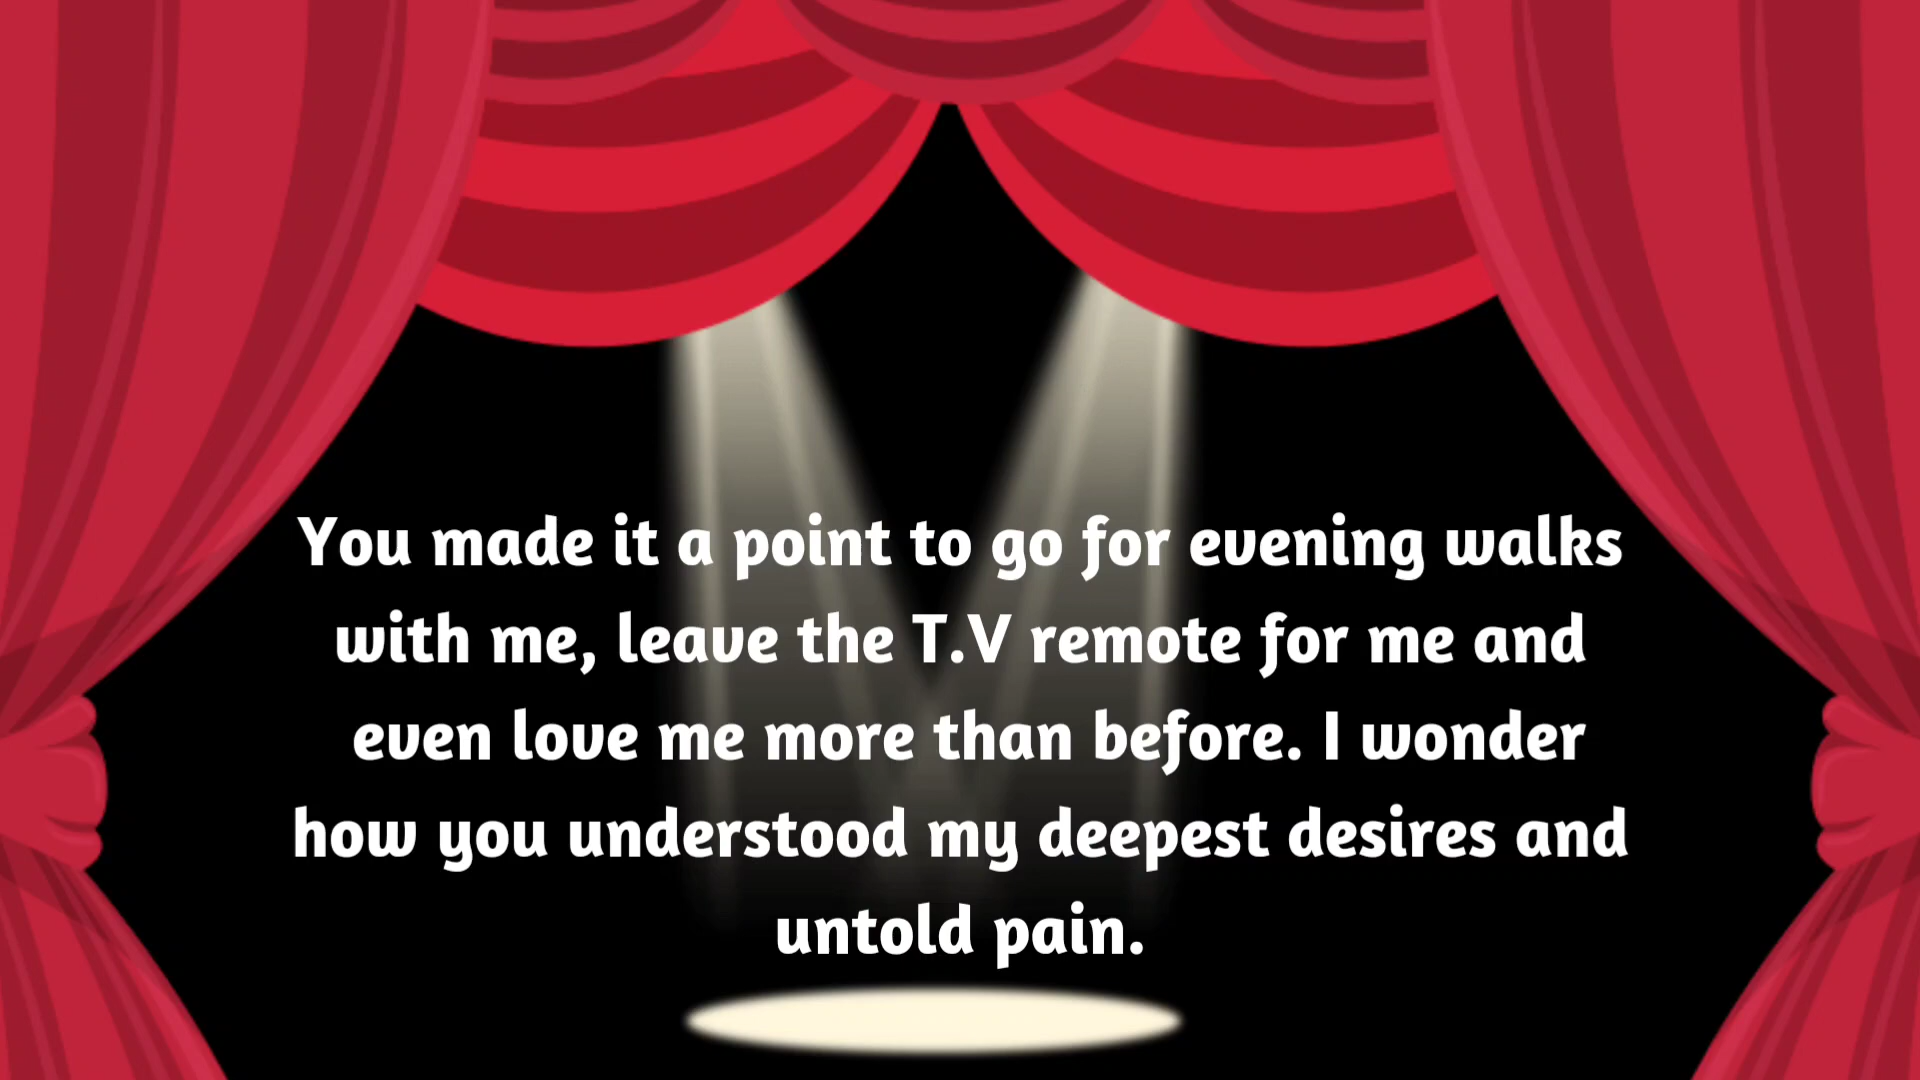 You made it a point to go for evening walks
with me, leave the T.V remote for me and
even love me more than before. I wonder
how you understood my deepest desires and
untold pain.